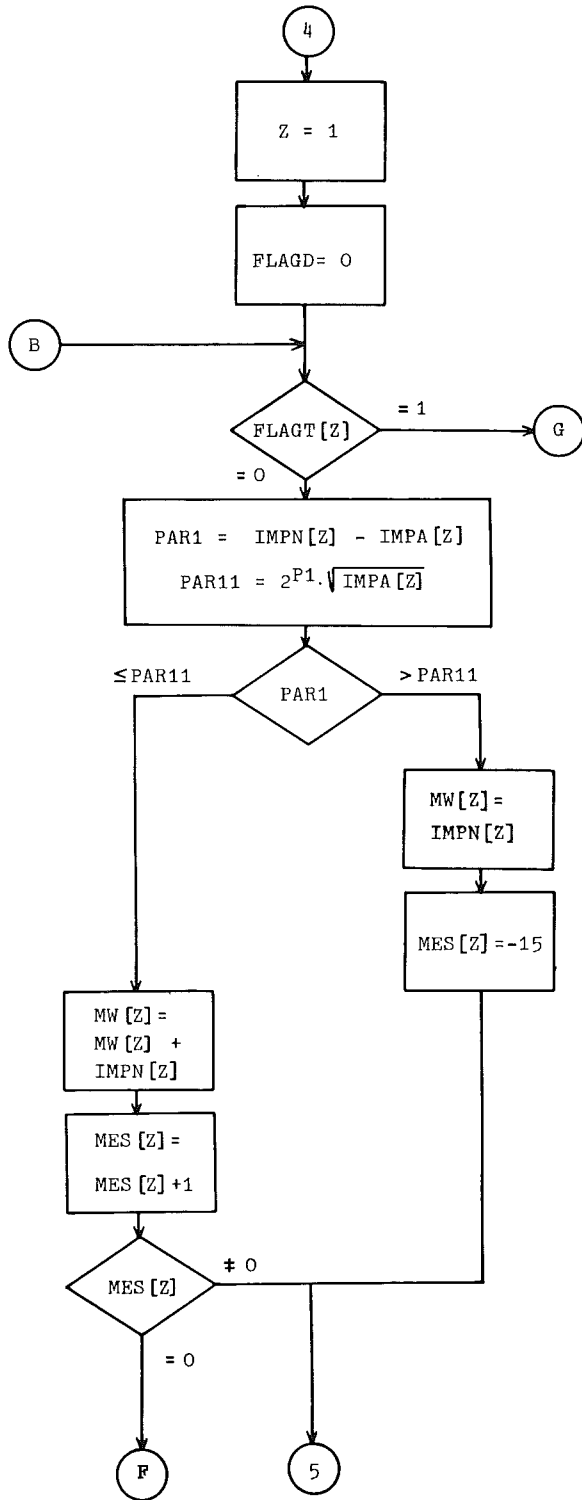 4
Z = 1
FLAGD= 0
B
FLAGT[Z]
= 1
G
=0
PAR1 = IMPN[Z] - IMPA[Z]
PAR11 = 2^P1·√IMPA[Z]
≤PAR11
PAR1
> PAR11
MW[Z]=
IMPN[Z]
MES[Z]=-15
MW[Z]=
MW[Z] +
IMPN[Z]
MES[Z]=
MES[Z]+1
MES[Z]
‡ 0
= 0
F
5